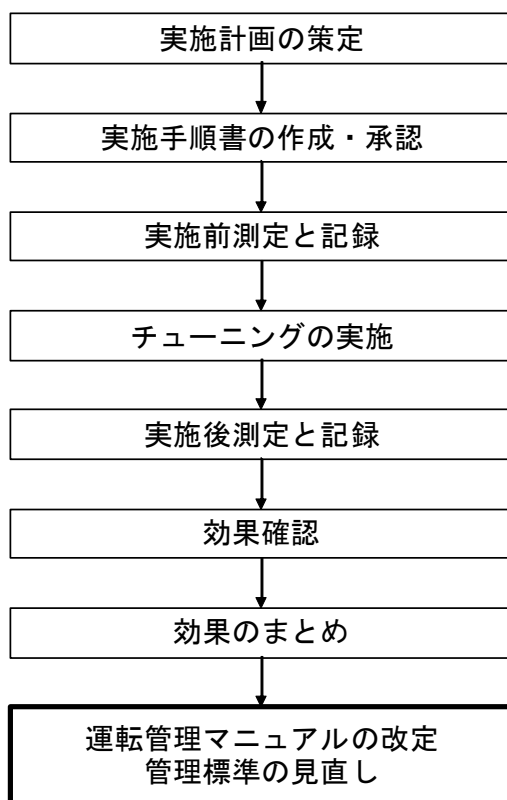 実施計画の策定
実施手順書の作成・承認
実施前測定と記録
チューニングの実施
実施後測定と記録
効果確認
効果のまとめ
運転管理マニュアルの改定
管理標準の見直し